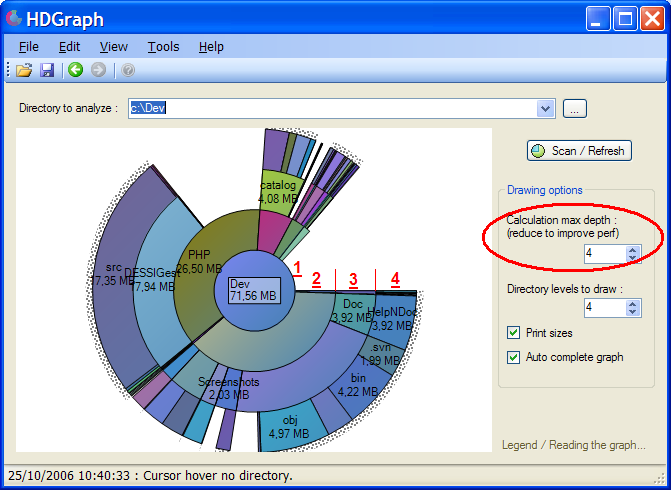 HDGraph
File Edit View Tools Help
Directory to analyze : c:\Dev ...
Scan / Refresh
Drawing options
Calculation max depth :
(reduce to improve perf)
4
Directory levels to draw :
4
Print sizes
Auto complete graph
Legend / Reading the graph...
catalog
4,08 MB
PHP
26,50 MB
src
17,35 MB
DESSIGest
17,94 MB
1 2 3 4
Dev
71,56 MB
Doc
3,92 MB
HelpNDoc
3,92 MB
.svn
1,99 MB
Screenshots
2,03 MB
bin
4,22 MB
obj
4,97 MB
25/10/2006 10:40:33 : Cursor hover no directory.